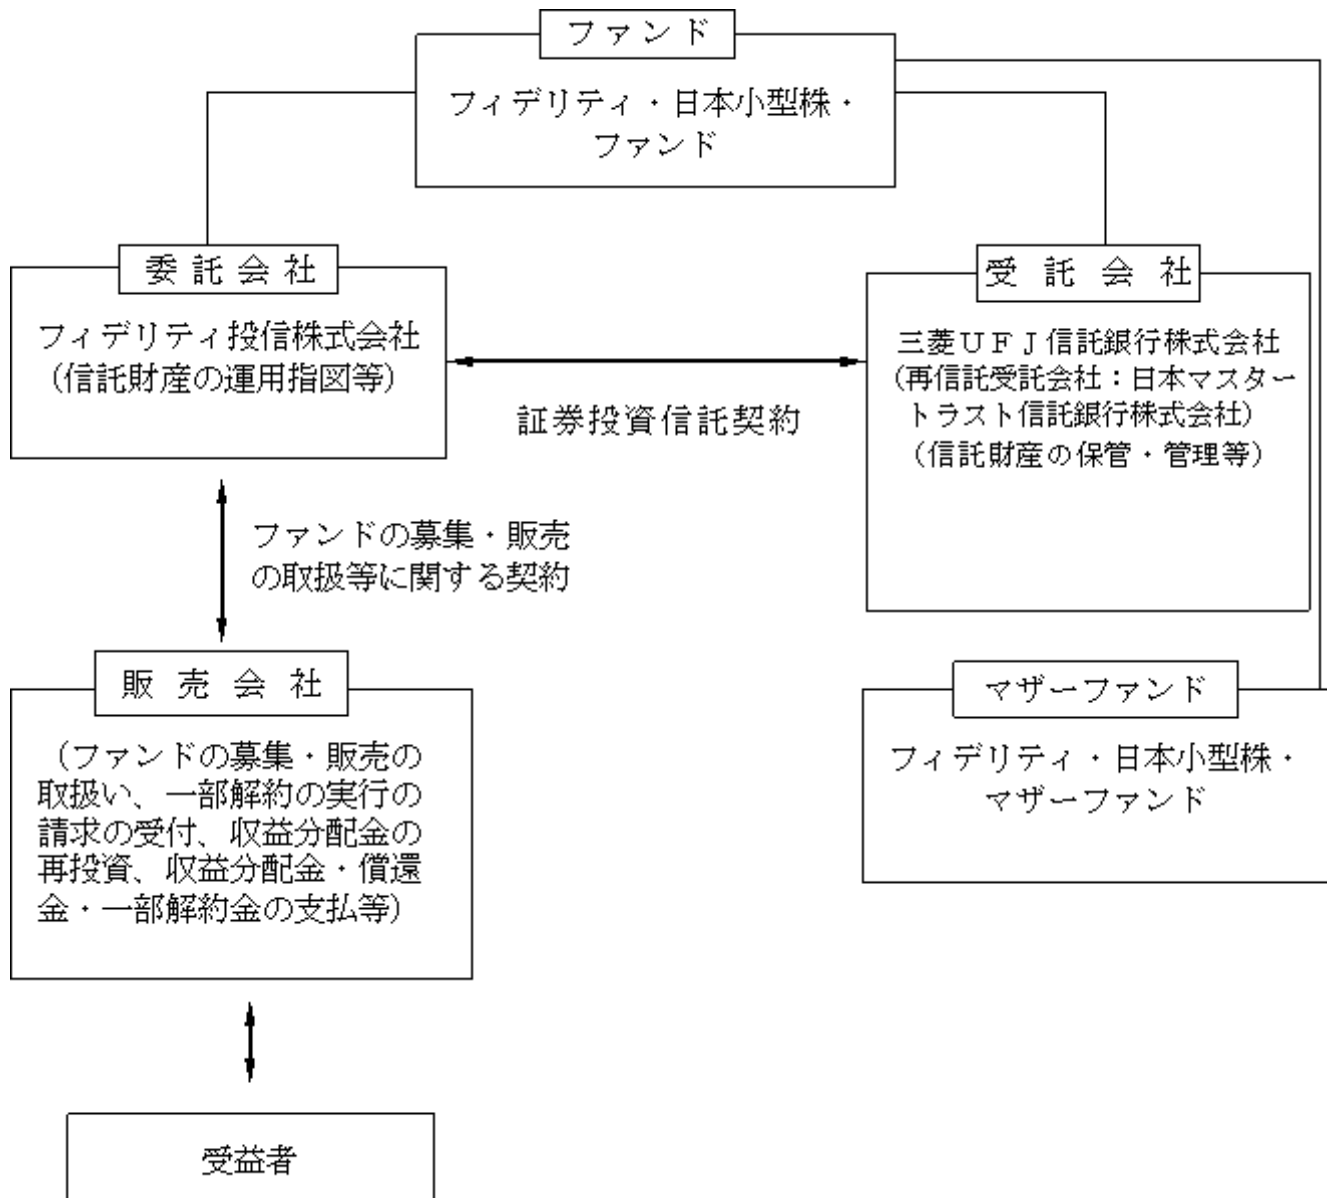 ファンド
フィデリティ・日本小型株・
ファンド
委託会社
フィデリティ投信株式会社
（信託財産の運用指図等）
証券投資信託契約
受託会社
三菱ＵＦＪ信託銀行株式会社
（再信託受託会社：日本マスター
トラスト信託銀行株式会社）
（信託財産の保管・管理等）
ファンドの募集・販売
の取扱等に関する契約
販売会社
（ファンドの募集・販売の
取扱い、一部解約の実行の
請求の受付、収益分配金の
再投資、収益分配金・償還
金・一部解約金の支払等）
マザーファンド
フィデリティ・日本小型株・
マザーファンド
受益者